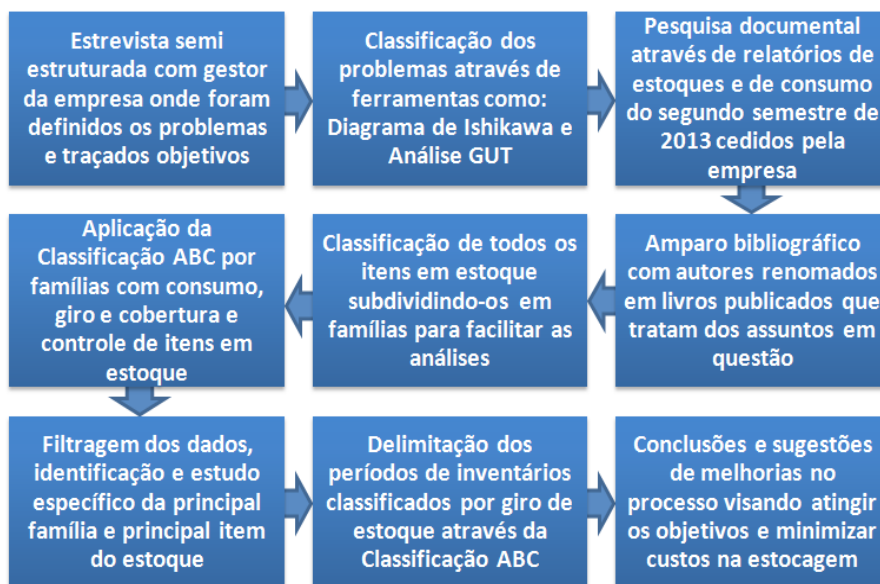 Estrevista semi
estruturada com gestor
da empresa onde foram
definidos os problemas
e traçados objetivos
Classificação dos
problemas através de
ferramentas como:
Diagrama de Ishikawa e
Análise GUT
Pesquisa documental
através de relatórios de
estoques e de consumo
do segundo semestre de
2013 cedidos pela
empresa
Amparo bibliográfico
com autores renomados
em livros publicados que
tratam dos assuntos em
questão
Classificação de todos os
itens em estoque
subdividindo-os em
famílias para facilitar as
análises
Aplicação da
Classificação ABC por
famílias com consumo,
giro e cobertura e
controle de itens em
estoque
Filtragem dos dados,
identificação e estudo
específico da principal
família e principal item
do estoque
Delimitação dos
períodos de inventários
classificados por giro de
estoque através da
Classificação ABC
Conclusões e sugestões
de melhorias no
processo visando atingir
os objetivos e minimizar
custos na estocagem